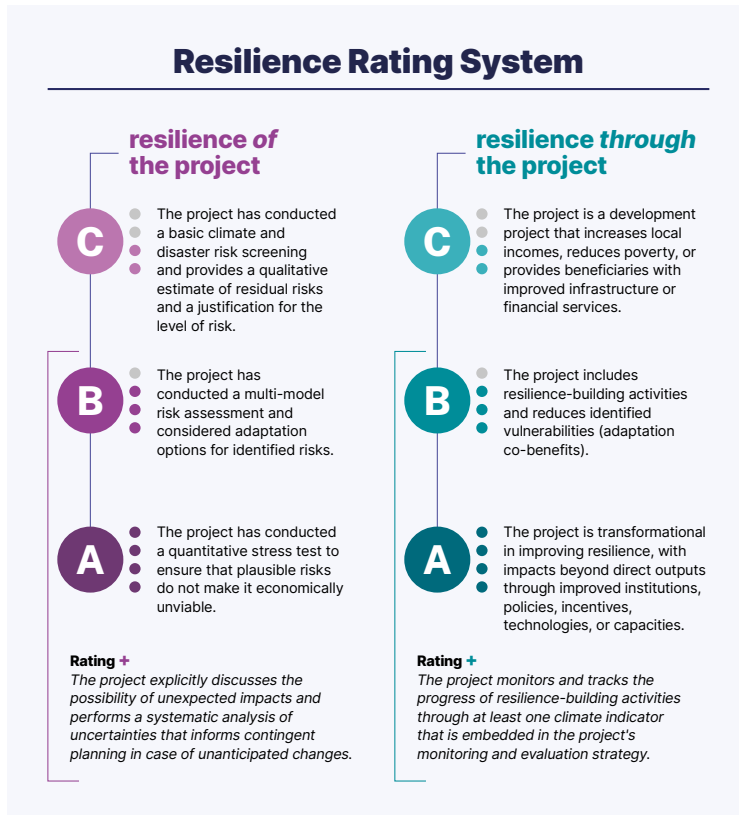 Resilience Rating System
resilience of
the project
C
The project has conducted
a basic climate and
disaster risk screening
and provides a qualitative
estimate of residual risks
and a justification for the
level of risk.
B
The project has
conducted a multi-model
risk assessment and
considered adaptation
options for identified risks.
A
The project has conducted
a quantitative stress test to
ensure that plausible risks
do not make it economically
unviable.
Rating +
The project explicitly discusses the
possibility of unexpected impacts and
performs a systematic analysis of
uncertainties that informs contingent
planning in case of unanticipated changes.
resilience through
the project
C
The project is a development
project that increases local
incomes, reduces poverty, or
provides beneficiaries with
improved infrastructure or
financial services.
B
The project includes
resilience-building activities
and reduces identified
vulnerabilities (adaptation
co-benefits).
A
The project is transformational
in improving resilience, with
impacts beyond direct outputs
through improved institutions,
policies, incentives,
technologies, or capacities.
Rating +
The project monitors and tracks the
progress of resilience-building activities
through at least one climate indicator
that is embedded in the project's
monitoring and evaluation strategy.